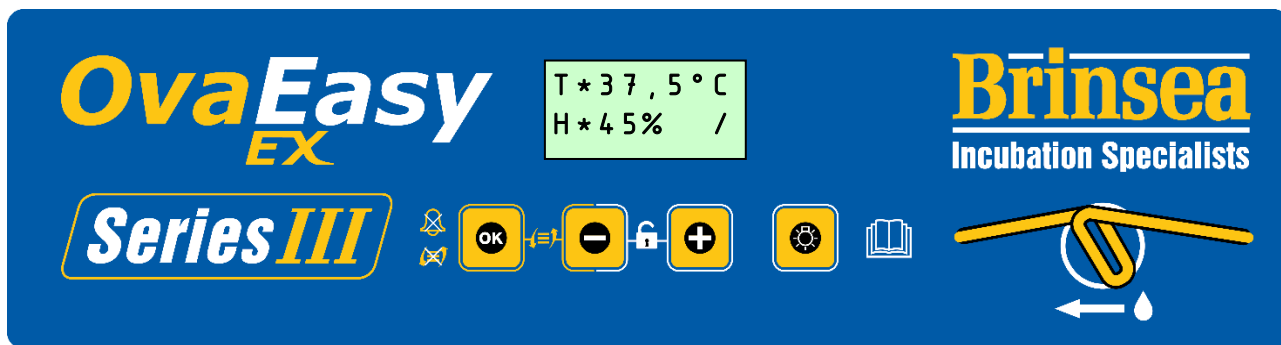 OvaEasy
EX
T*37,5°C
H*45% /
Brinsea
Incubation Specialists
Series III
OK